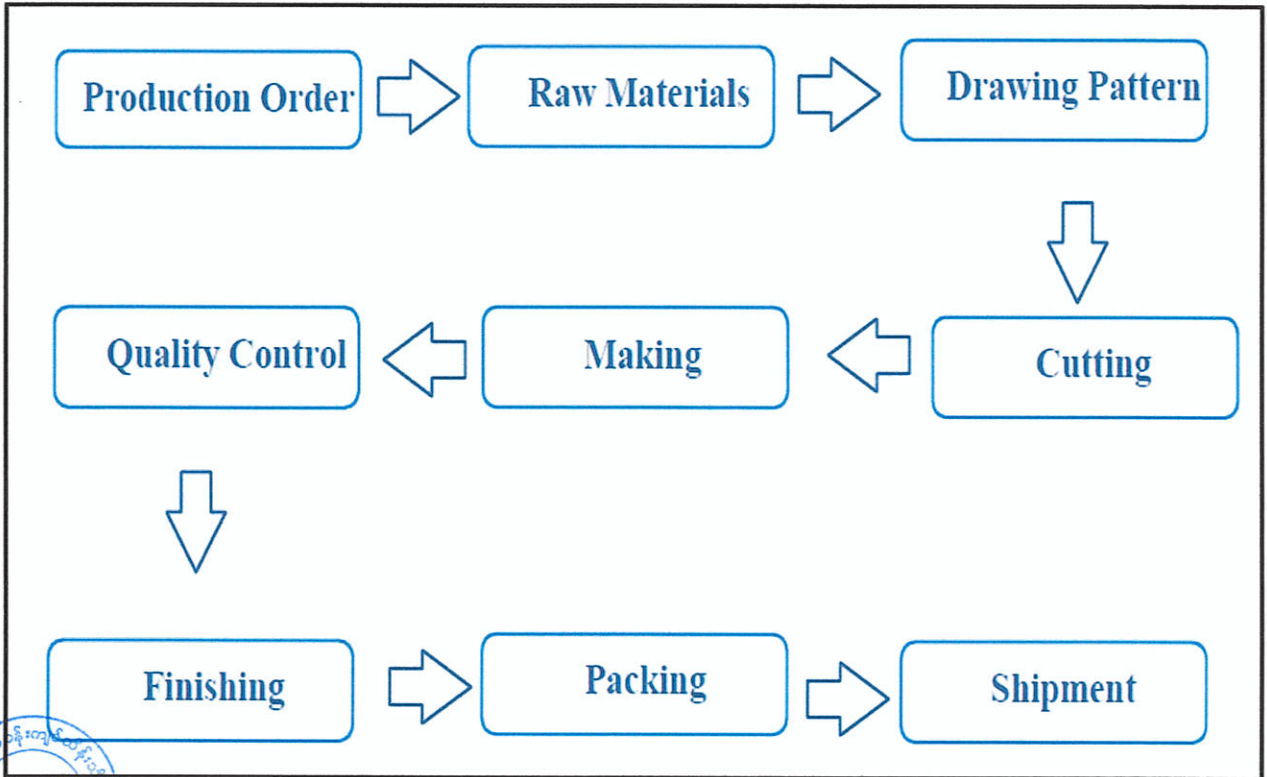 Production Order
Raw Materials
Drawing Pattern
Cutting
Making
Quality Control
Finishing
Packing
Shipment